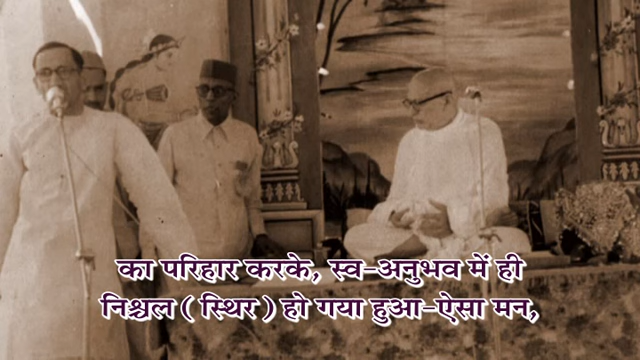 का परिहार करके, स्व-अनुभव में ही
निश्चल ( स्थिर ) हो गया हुआ-ऐसा मन,